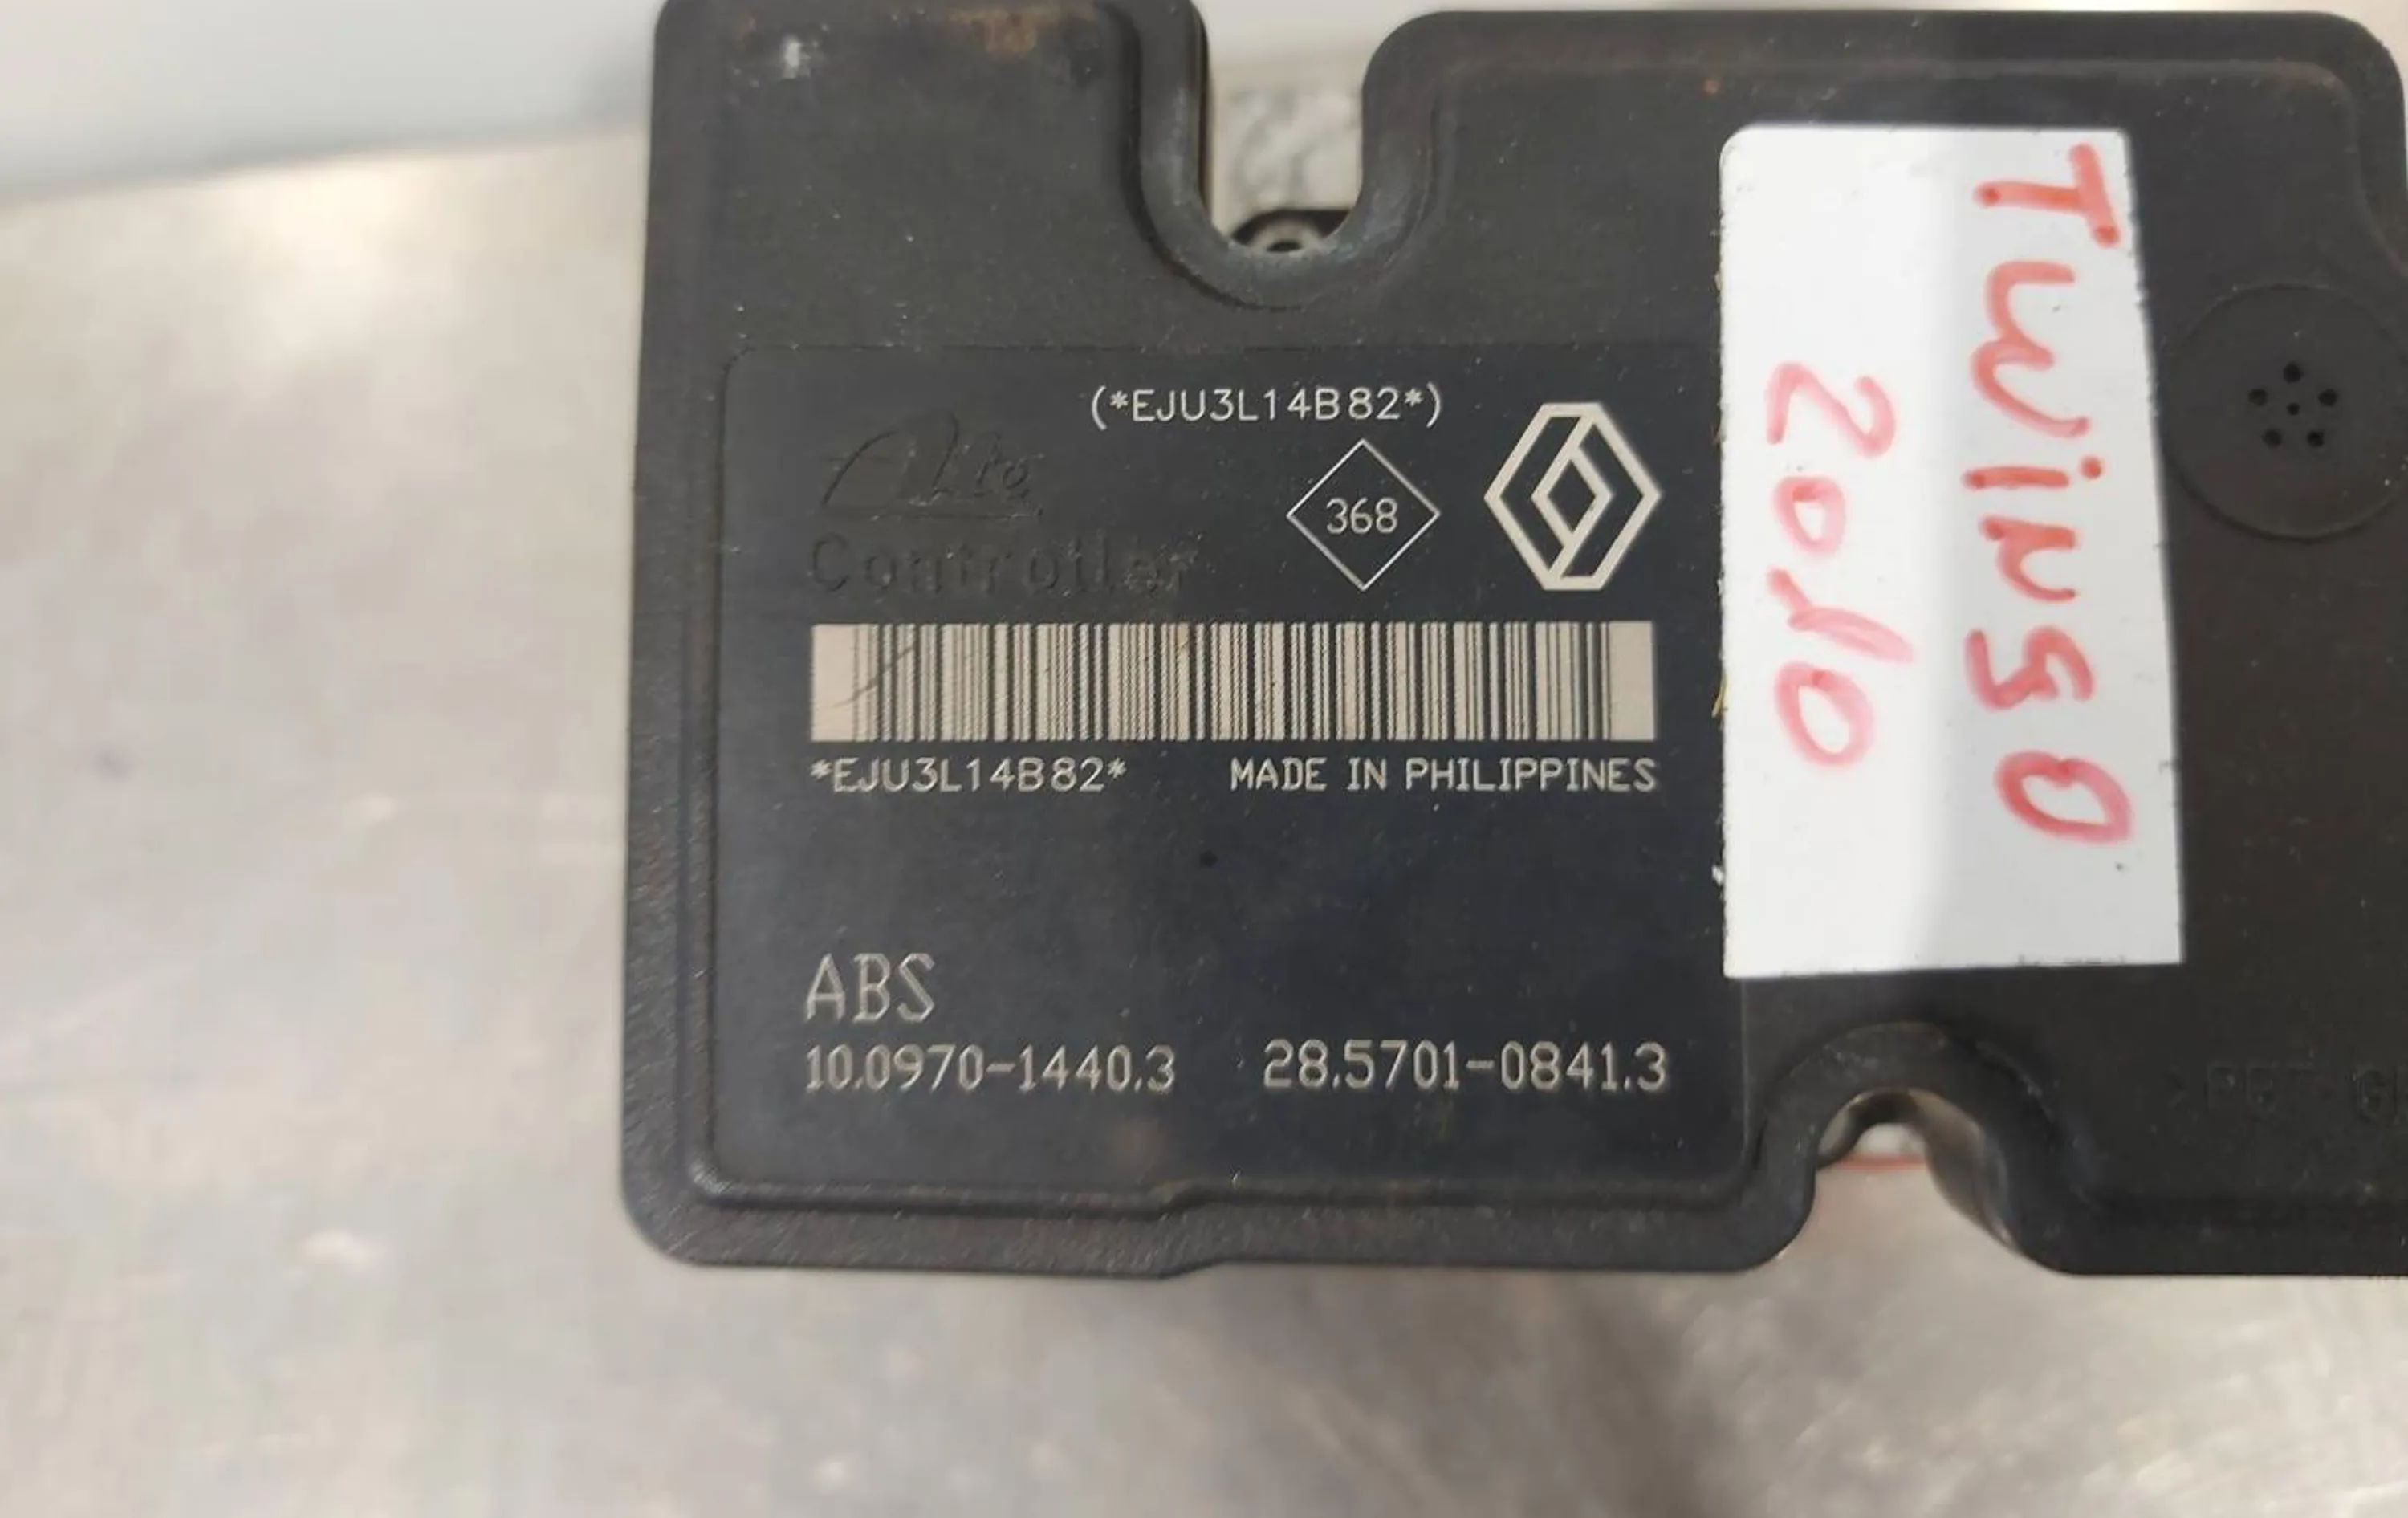 (*EJU3L14B82*)
Ate
Controller
368
*EJU3L14B82*
MADE IN PHILIPPINES
ABS
10.0970-1440.3
28.5701-0841.3
TwiNgo
2010